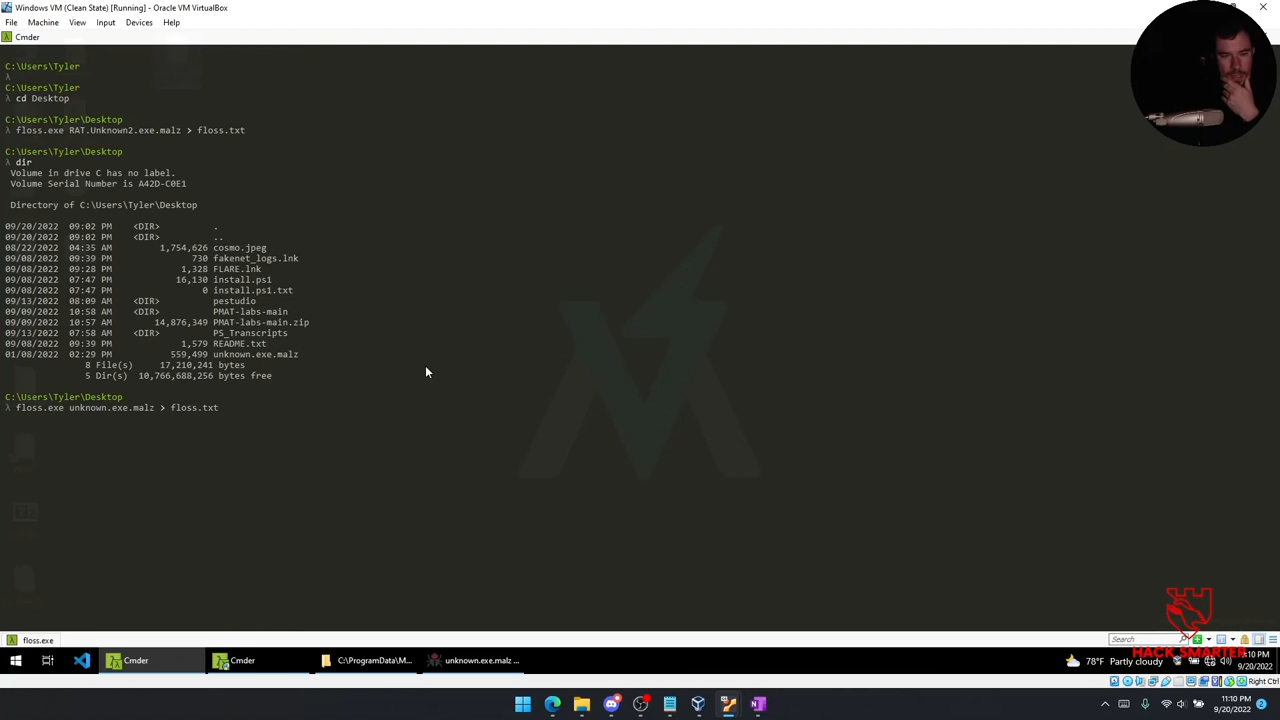 Windows VM (Clean State) [Running] - Oracle VM VirtualBox
File Machine View Input Devices Help
Cmder
C:\Users\Tyler
λ
C:\Users\Tyler
λ cd Desktop
C:\Users\Tyler\Desktop
λ floss.exe RAT.Unknown2.exe.malz > floss.txt
C:\Users\Tyler\Desktop
λ dir
Volume in drive C has no label.
Volume Serial Number is A42D-C0E1
Directory of C:\Users\Tyler\Desktop
09/20/2022 09:02 PM <DIR> .
09/20/2022 09:02 PM <DIR> ..
08/22/2022 04:35 AM 1,754,626 cosmo.jpeg
09/08/2022 09:39 PM 730 fakenet_logs.lnk
09/08/2022 09:28 PM 1,328 FLARE.lnk
09/08/2022 07:47 PM 16,130 install.ps1
09/08/2022 07:47 PM 0 install.ps1.txt
09/13/2022 08:09 AM <DIR> pestudio
09/09/2022 10:58 AM <DIR> PMAT-labs-main
09/09/2022 10:57 AM 14,876,349 PMAT-labs-main.zip
09/13/2022 07:58 AM <DIR> PS_Transcripts
09/08/2022 09:39 PM 1,579 README.txt
01/08/2022 02:29 PM 559,499 unknown.exe.malz
8 File(s) 17,210,241 bytes
5 Dir(s) 10,766,688,256 bytes free
C:\Users\Tyler\Desktop
λ floss.exe unknown.exe.malz > floss.txt
floss.exe
Search
HACK SMARTER
Cmder
Cmder
C:\ProgramData\M...
unknown.exe.malz ...
78°F Partly cloudy
9/20/2022
Right Ctrl
11:10 PM
9/20/2022